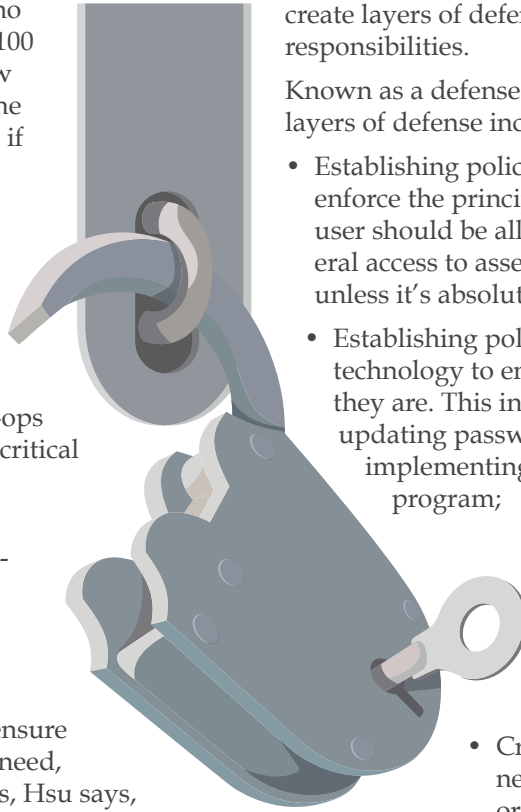 no
100
w
he
if
-ops
critical
-
ensure
need,
s, Hsu says,
create layers of defen
responsibilities.
Known as a defense
layers of defense inc
• Establishing polic
enforce the princi
user should be all
eral access to asse
unless it’s absolut
• Establishing poli
technology to en
they are. This in
updating passw
implementing
program;
• Cr
ne
or